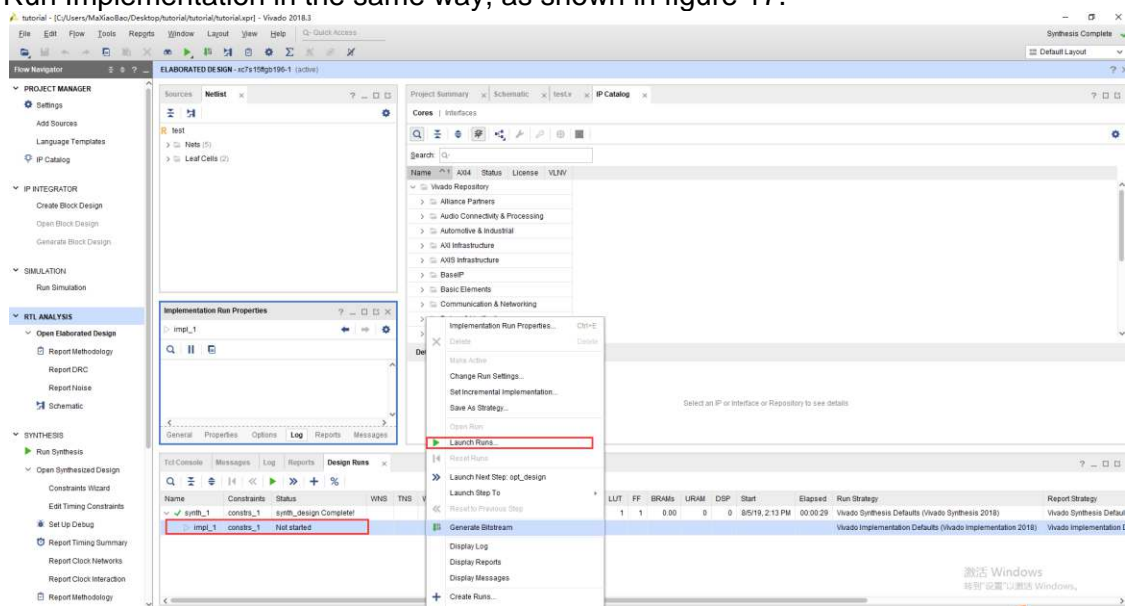 Run Implementation in the same way, as shown in figure 17.
tutorial - [C:/Users/MaXiaoBao/Desktop/tutorial/tutorial/tutorial.xpr] - Vivado 2018.3
File Edit Flow Tools Reports Window Layout View Help Q- Quick Access
Synthesis Complete
Default Layout
Flow Navigator
ELABORATED DESIGN - xc7s15ftgb196-1 (active)
PROJECT MANAGER
Settings
Add Sources
Language Templates
IP Catalog
IP INTEGRATOR
Create Block Design
Open Block Design
Generate Block Design
SIMULATION
Run Simulation
RTL ANALYSIS
Open Elaborated Design
Report Methodology
Report DRC
Report Noise
Schematic
SYNTHESIS
Run Synthesis
Open Synthesized Design
Constraints Wizard
Edit Timing Constraints
Set Up Debug
Report Timing Summary
Report Clock Networks
Report Clock Interaction
Report Methodology
Sources Netlist
test
Nets (5)
Leaf Cells (2)
Implementation Run Properties
impl_1
General Properties Options Log Reports Messages
Project Summary Schematic test.v IP Catalog
Cores | Interfaces
Search: Q-
Name ^1 AXI4 Status License VLNV
Vivado Repository
Alliance Partners
Audio Connectivity & Processing
Automotive & Industrial
AXI Infrastructure
AXIS Infrastructure
BaseIP
Basic Elements
Communication & Networking
Select an IP or Interface or Repository to see details
Implementation Run Properties... Ctrl+E
Delete Delete
Make Active
Change Run Settings...
Set Incremental Implementation...
Save As Strategy...
Open Run
Launch Runs...
Reset Runs
Launch Next Step: opt_design
Launch Step To
Reset to Previous Step
Generate Bitstream
Display Log
Display Reports
Display Messages
Create Runs...
Tcl Console Messages Log Reports Design Runs
Name Constraints Status WNS TNS LUT FF BRAMs URAM DSP Start Elapsed Run Strategy Report Strategy
synth_1 constrs_1 synth_design Complete! 1 1 0.00 0 0 8/5/19, 2:13 PM 00:00:29 Vivado Synthesis Defaults (Vivado Synthesis 2018) Vivado Synthesis Defaul
impl_1 constrs_1 Not started Vivado Implementation Defaults (Vivado Implementation 2018) Vivado Implementation D
激活 Windows
转到"设置"以激活 Windows。